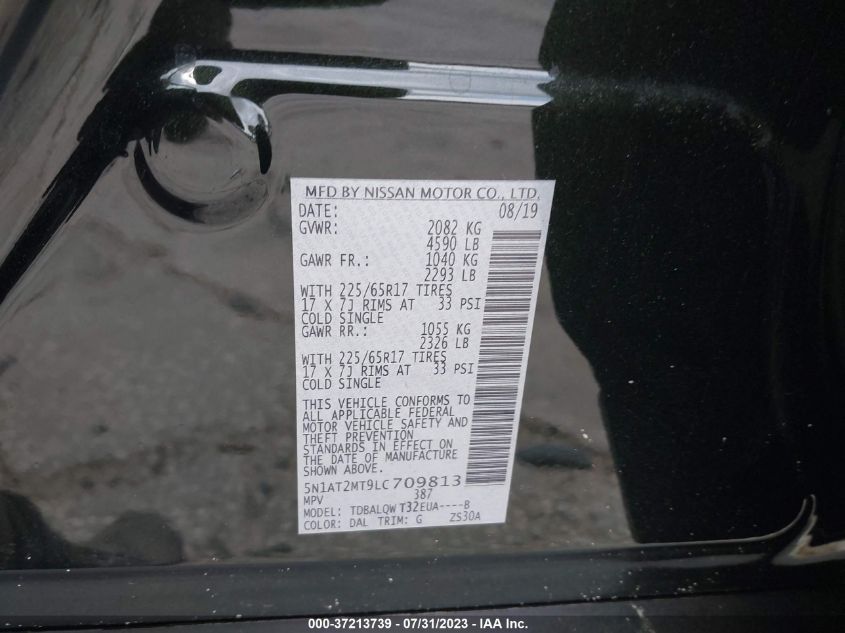 MFD BY NISSAN MOTOR CO., LTD.
DATE: 08/19
GVWR: 2082 KG
4590 LB
GAWR FR.: 1040 KG
2293 LB
WITH 225/65R17 TIRES
17 X 7J RIMS AT 33 PSI
COLD SINGLE
GAWR RR.: 1055 KG
2326 LB
WITH 225/65R17 TIRES
17 X 7J RIMS AT 33 PSI
COLD SINGLE
THIS VEHICLE CONFORMS TO
ALL APPLICABLE FEDERAL
MOTOR VEHICLE SAFETY AND
THEFT PREVENTION
STANDARDS IN EFFECT ON
THE DATE OF MANUFACTURE
SHOWN ABOVE.
5N1AT2MT9LC709813
MPV 387
MODEL: TDBALQW T32EUA----B
COLOR: DAL TRIM: G ZS30A
000-37213739 - 07/31/2023 - IAA Inc.